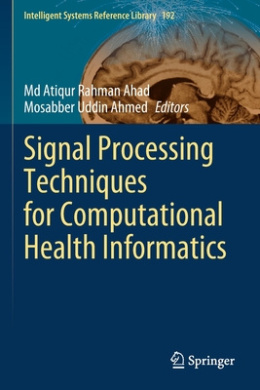 Intelligent Systems Reference Library 192
Md Atiqur Rahman Ahad
Mosabber Uddin Ahmed Editors
Signal Processing
Techniques
for Computational
Health Informatics
Springer